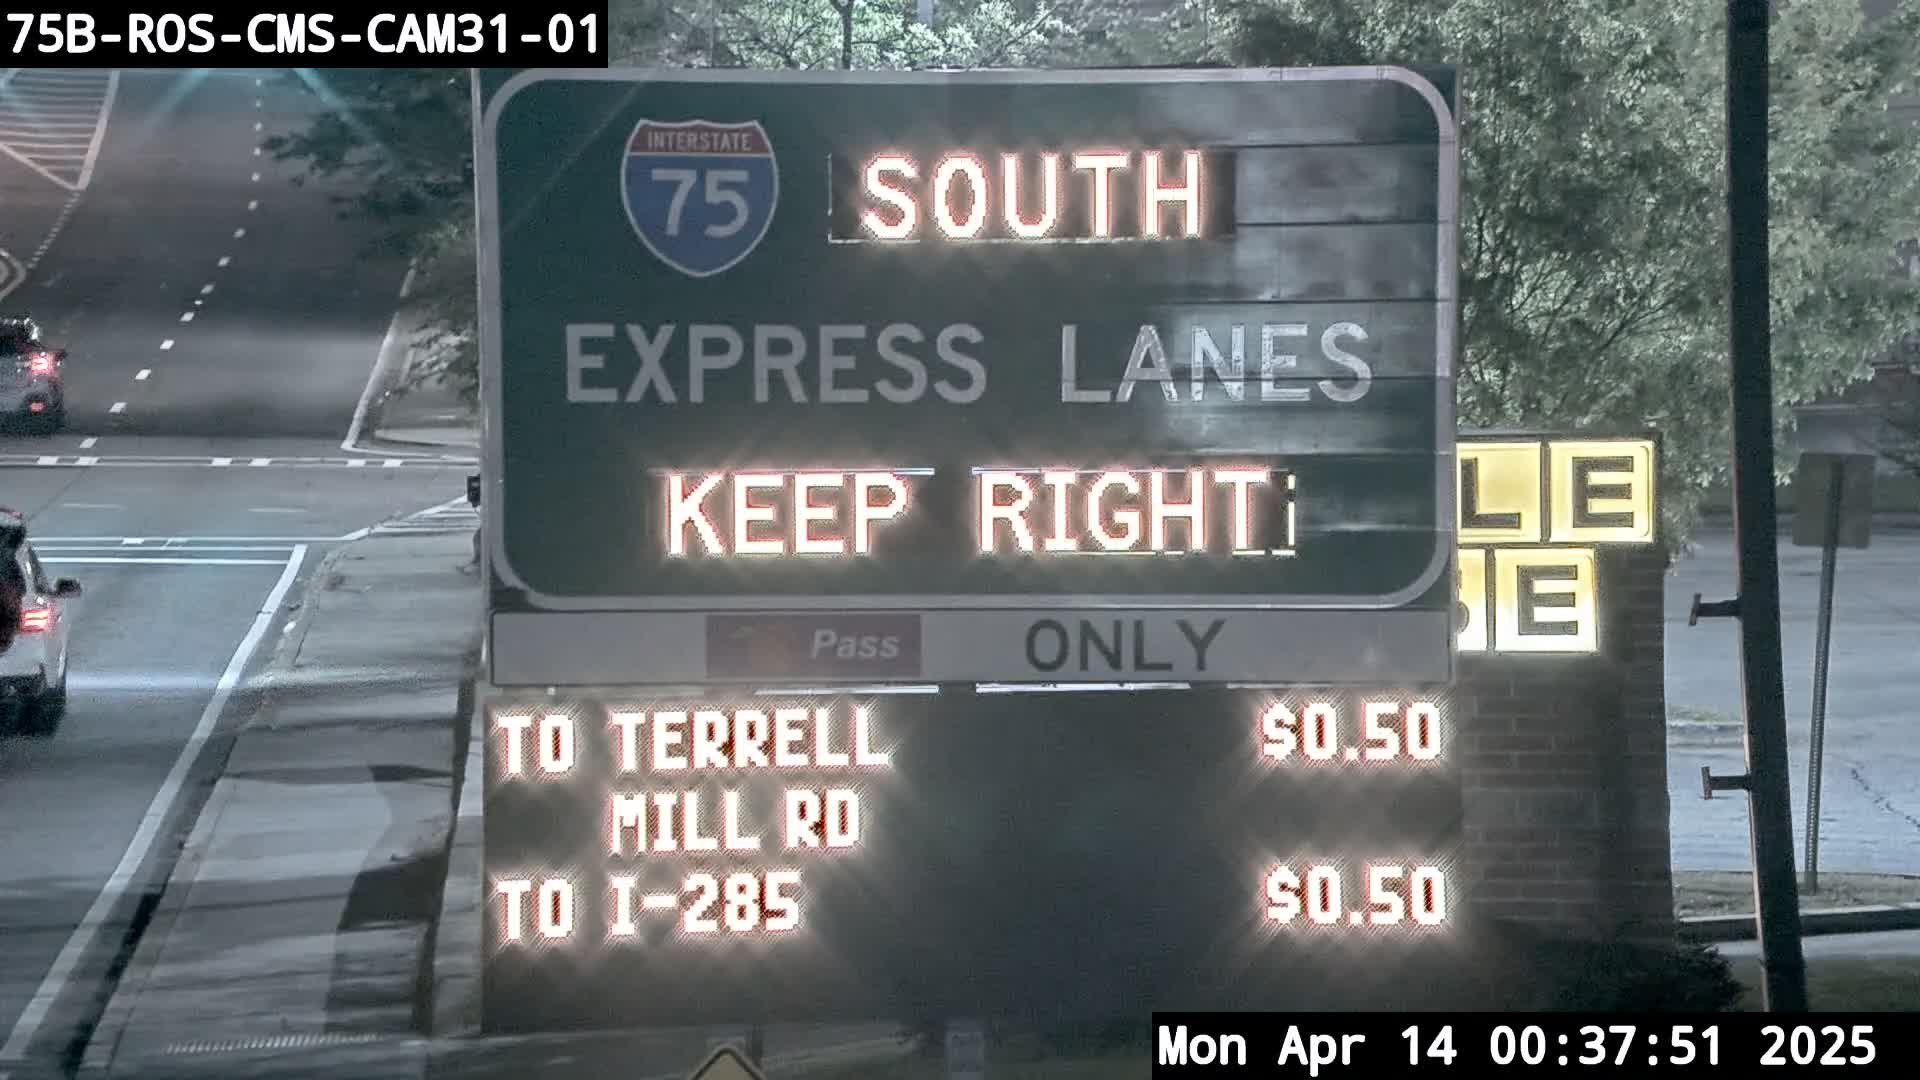 75B-ROS-CMS-CAM31-01
INTERSTATE
75
SOUTH
EXPRESS LANES
KEEP RIGHT
Pass ONLY
LE
E
TO TERRELL $0.50
MILL RD
TO I-285 $0.50
Mon Apr 14 00:37:51 2025